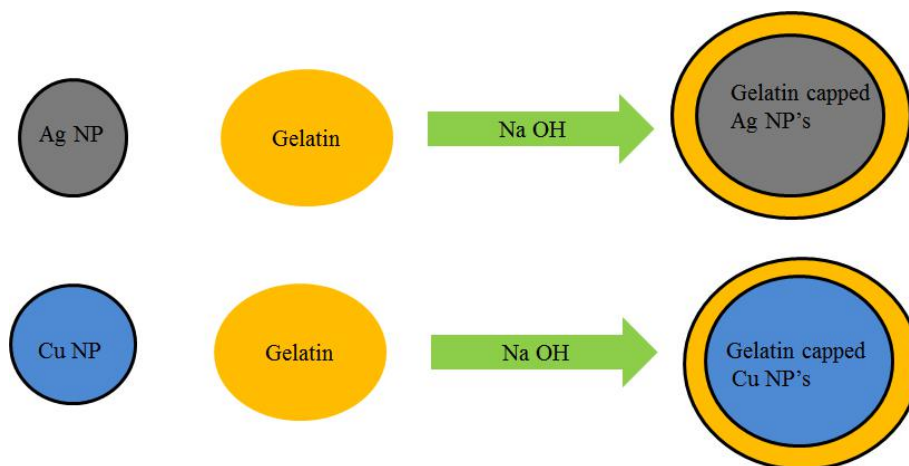 Ag NP
Gelatin
Na OH
Gelatin capped
Ag NP’s
Cu NP
Gelatin
Na OH
Gelatin capped
Cu NP’s